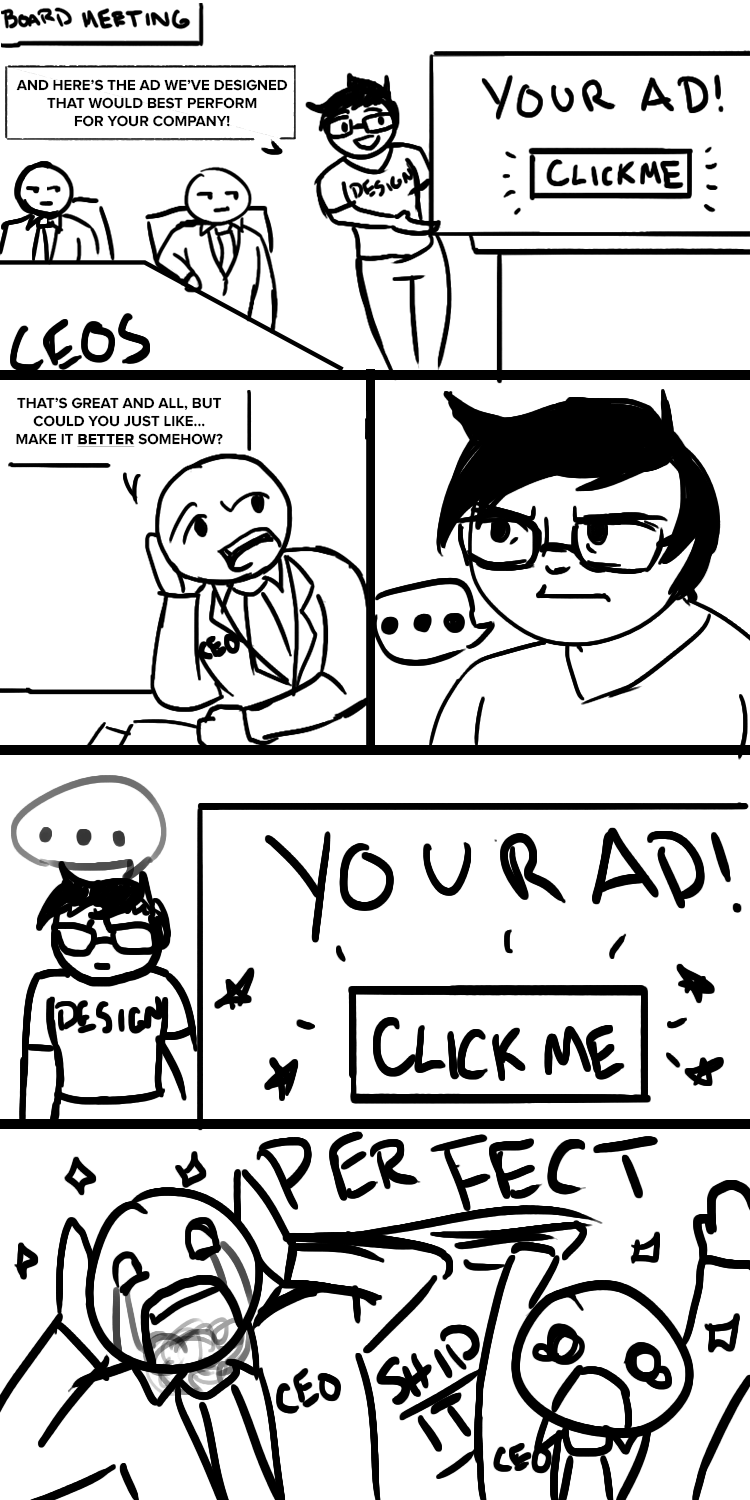 BOARD MEETING
AND HERE'S THE AD WE'VE DESIGNED
THAT WOULD BEST PERFORM
FOR YOUR COMPANY!
DESIGN
YOUR AD!
CLICK ME
CEOS
THAT'S GREAT AND ALL, BUT
COULD YOU JUST LIKE...
MAKE IT BETTER SOMEHOW?
CEO
...
...
DESIGN
YOUR AD!
CLICK ME
PERFECT
CEO
SHIP
IT
CEO